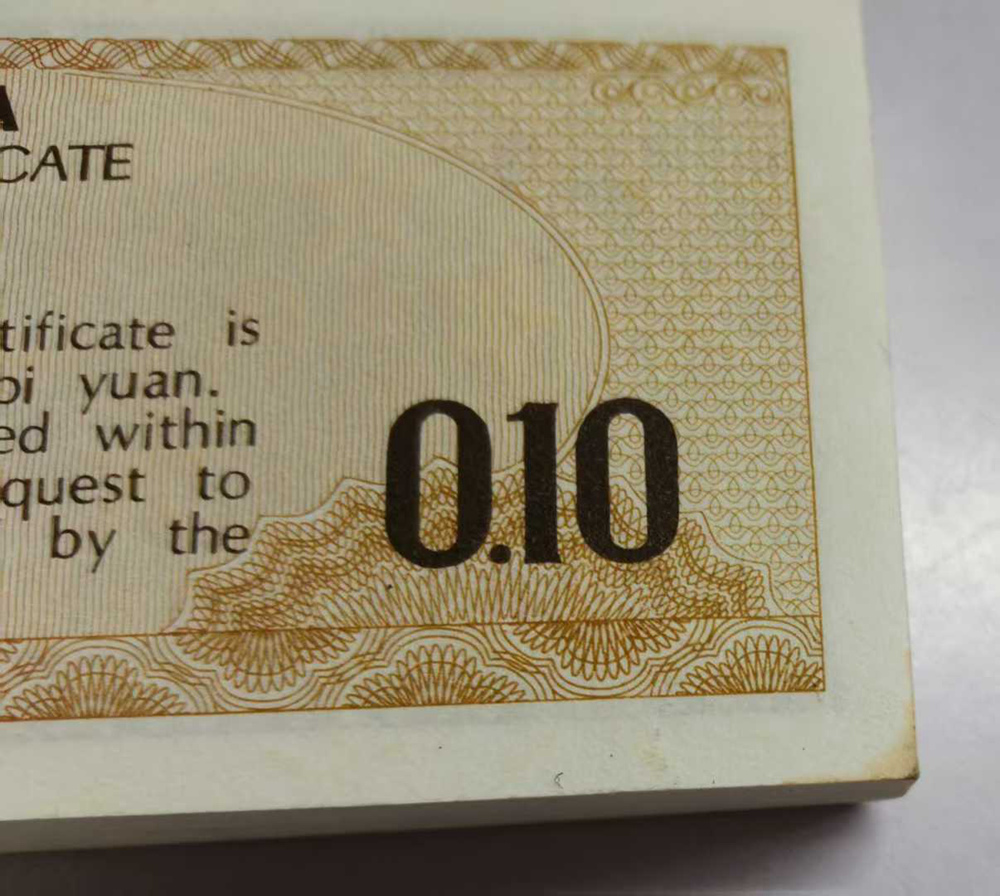 A
CATE
tificate is
bi yuan.
ed within
quest to
by the
0.10